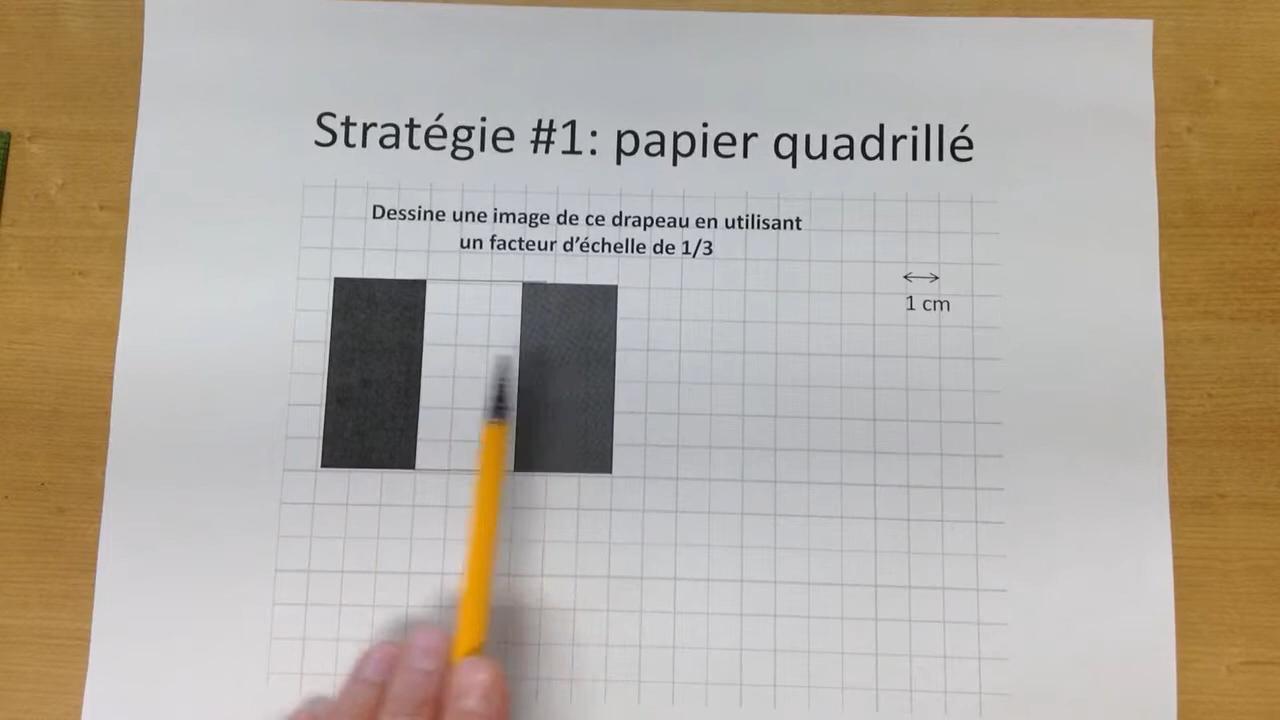 Stratégie #1: papier quadrillé
Dessine une image de ce drapeau en utilisant
un facteur d'échelle de 1/3
1 cm